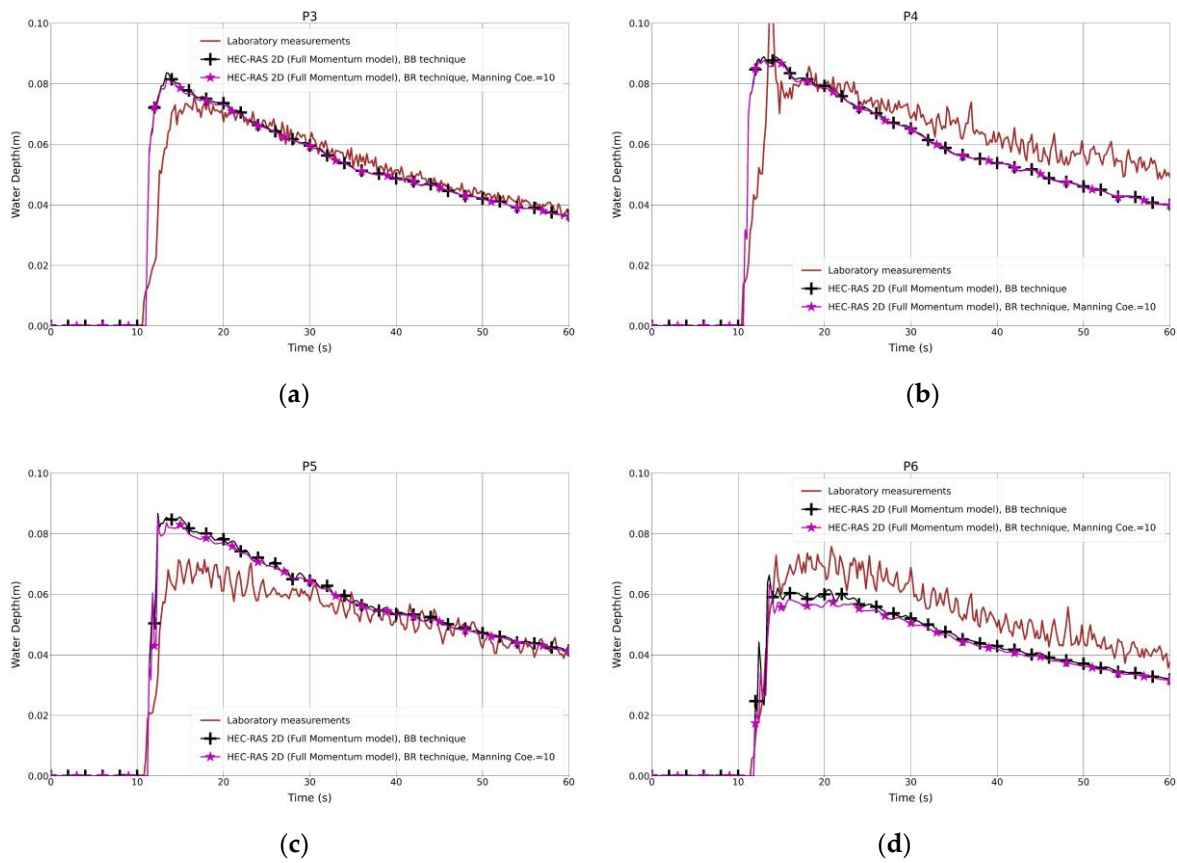 P3
Laboratory measurements
HEC-RAS 2D (Full Momentum model), BB technique
HEC-RAS 2D (Full Momentum model), BR technique, Manning Coe.=10
Water Depth(m)
0.10
0.08
0.06
0.04
0.02
0.00
0 10 20 30 40 50 60
Time (s)
(a)
P4
Laboratory measurements
HEC-RAS 2D (Full Momentum model), BB technique
HEC-RAS 2D (Full Momentum model), BR technique, Manning Coe.=10
Water Depth(m)
0.10
0.08
0.06
0.04
0.02
0.00
0 10 20 30 40 50 60
Time (s)
(b)
P5
Laboratory measurements
HEC-RAS 2D (Full Momentum model), BB technique
HEC-RAS 2D (Full Momentum model), BR technique, Manning Coe.=10
Water Depth(m)
0.10
0.08
0.06
0.04
0.02
0.00
0 10 20 30 40 50 60
Time (s)
(c)
P6
Laboratory measurements
HEC-RAS 2D (Full Momentum model), BB technique
HEC-RAS 2D (Full Momentum model), BR technique, Manning Coe.=10
Water Depth(m)
0.10
0.08
0.06
0.04
0.02
0.00
0 10 20 30 40 50 60
Time (s)
(d)